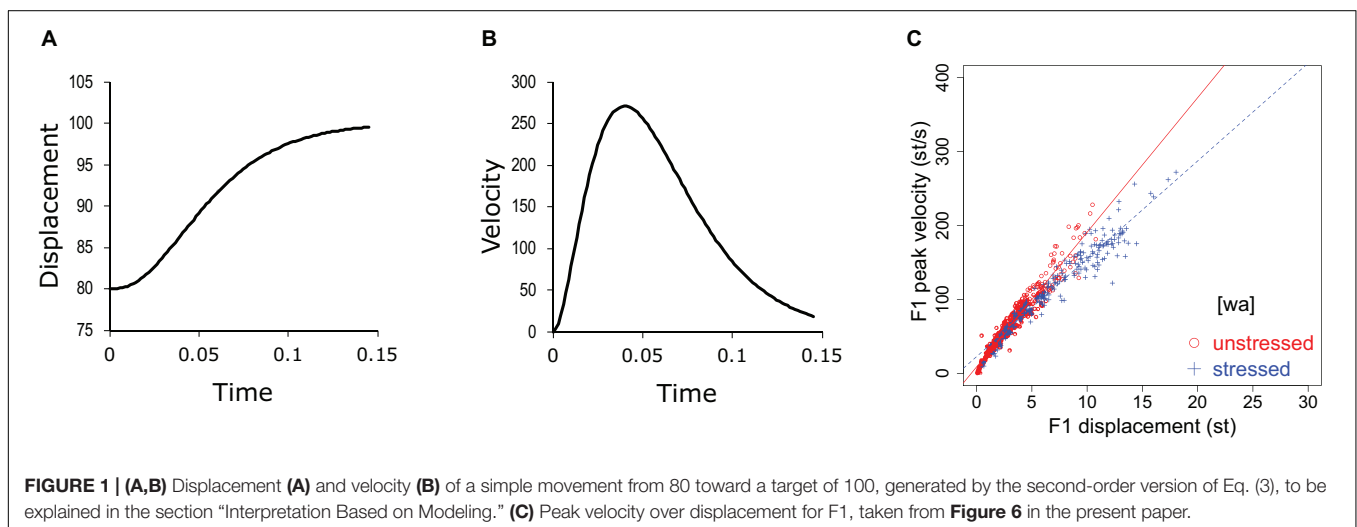 A
105
100
95
90
85
80
75
Displacement
0
0.05
0.1
0.15
Time
B
300
250
200
150
100
50
0
Velocity
0
0.05
0.1
0.15
Time
C
400
300
200
100
0
F1 peak velocity (st/s)
[wa]
unstressed
stressed
0 5 10 15 20 25 30
F1 displacement (st)
FIGURE 1 | (A,B) Displacement (A) and velocity (B) of a simple movement from 80 toward a target of 100, generated by the second-order version of Eq. (3), to be
explained in the section “Interpretation Based on Modeling.” (C) Peak velocity over displacement for F1, taken from Figure 6 in the present paper.